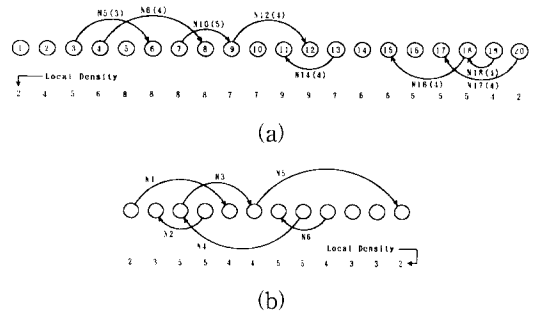 N5(3) N6(4) N10(5) N12(4)
1 2 3 4 5 6 7 8 9 10 11 12 13 14 15 16 17 18 19 20
N14(4) N16(4) N18(3) N17(4)
Local Density
2 4 5 6 8 8 8 8 7 7 9 9 7 6 6 5 5 5 4 2
(a)
N1 N3 N5
N2 N4 N6
Local Density
2 3 5 5 4 4 5 5 4 3 3 2
(b)